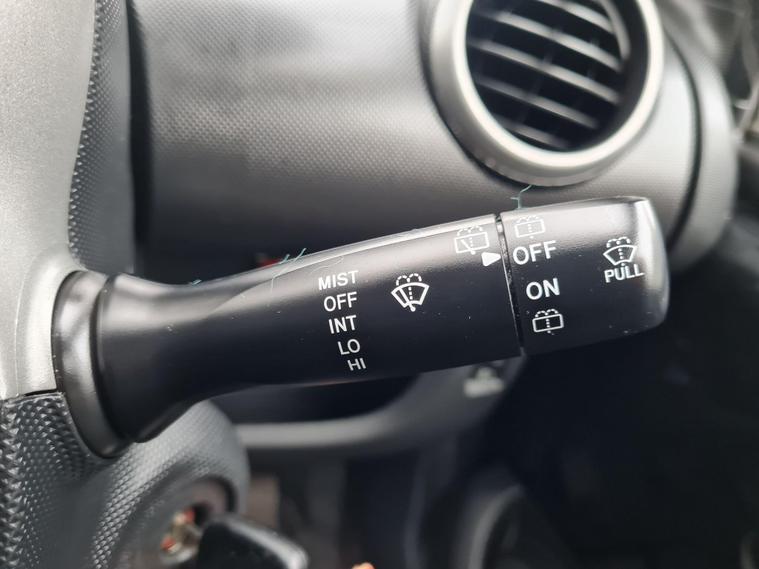 MIST
OFF
INT
LO
HI
OFF
ON
PULL